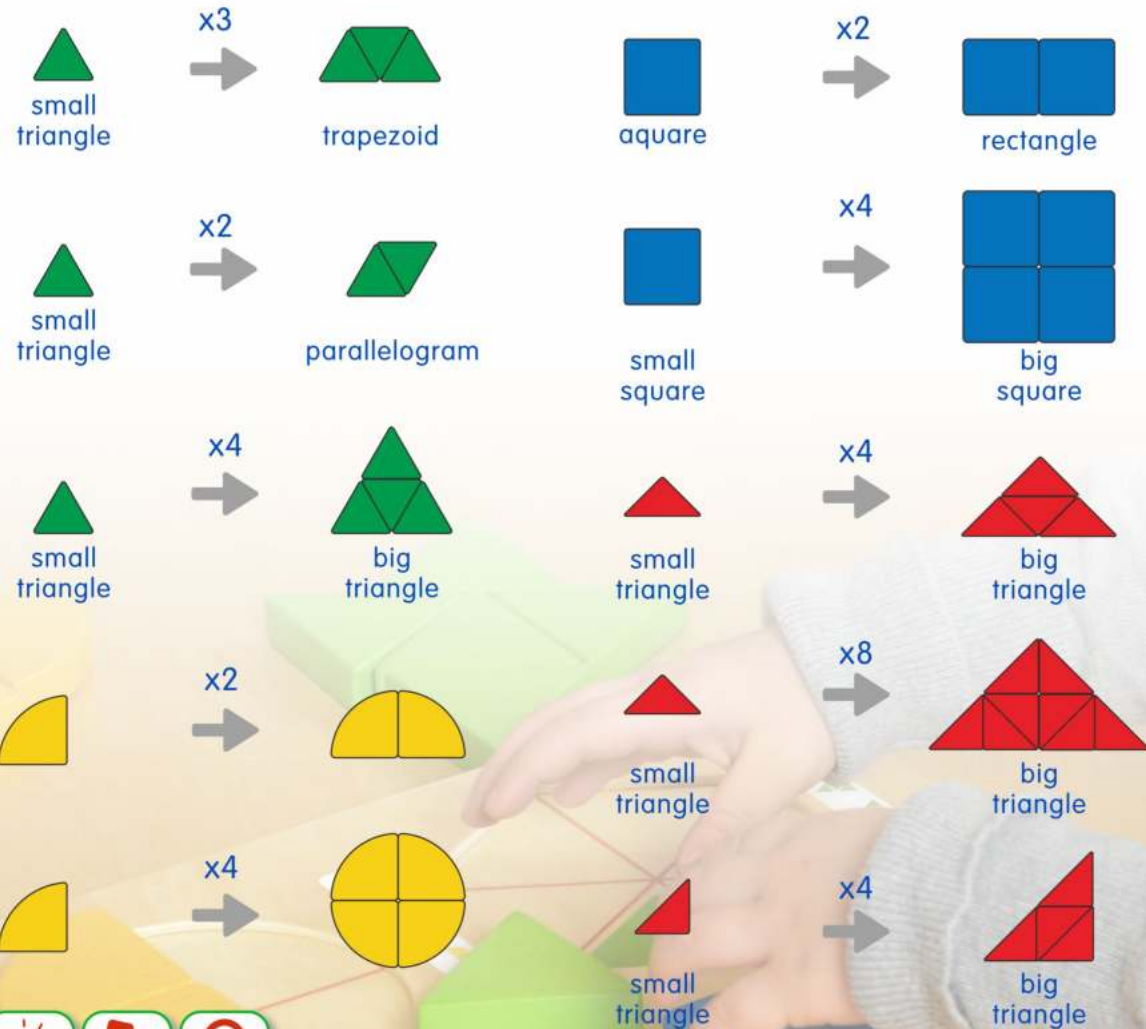 x3
small
triangle
trapezoid
x2
aquare
rectangle
x2
small
triangle
parallelogram
x4
small
square
big
square
x4
small
triangle
big
triangle
x4
small
triangle
big
triangle
x2
x8
small
triangle
big
triangle
x4
x4
small
triangle
big
triangle